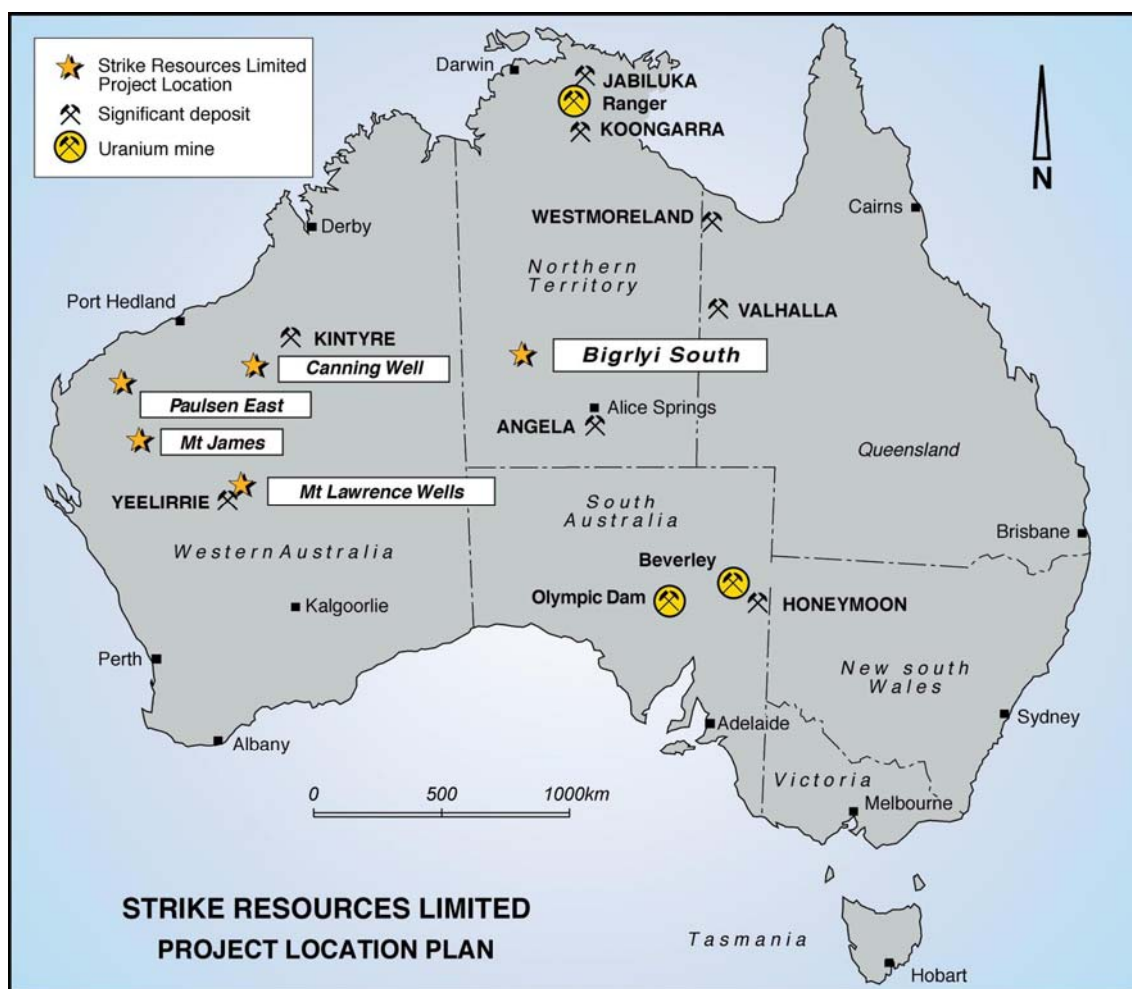 Strike Resources Limited
Project Location
Significant deposit
Uranium mine
Darwin
JABILUKA
Ranger
KOONGARRA
N
Cairns
WESTMORELAND
Derby
Northern
Territory
Port Hedland
VALHALLA
KINTYRE
Canning Well
Bigrlyi South
Paulsen East
Alice Springs
ANGELA
Mt James
Queensland
Mt Lawrence Wells
YEELIRRIE
South
Australia
Western Australia
Brisbane
Beverley
Olympic Dam
HONEYMOON
Kalgoorlie
Perth
New south
Wales
Sydney
Adelaide
Albany
Victoria
Melbourne
0 500 1000km
STRIKE RESOURCES LIMITED
PROJECT LOCATION PLAN
Tasmania
Hobart